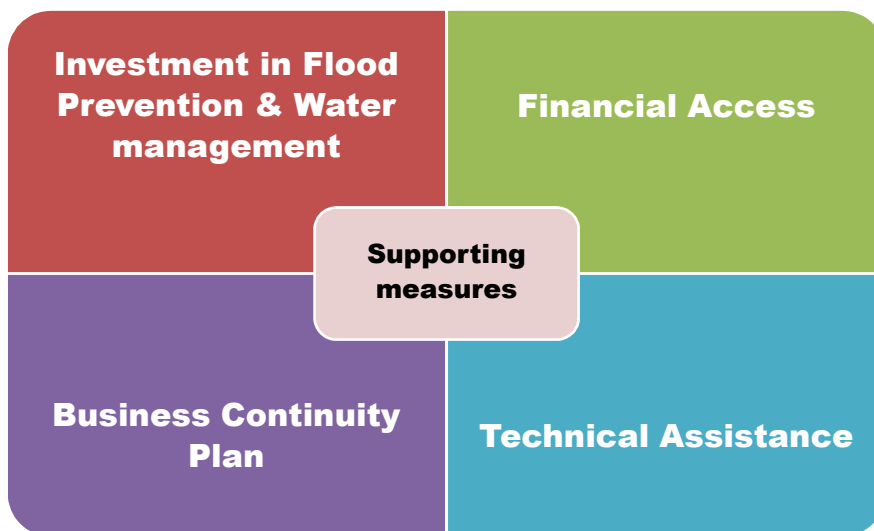 Investment in Flood
Prevention & Water
management
Financial Access
Supporting
measures
Business Continuity
Plan
Technical Assistance